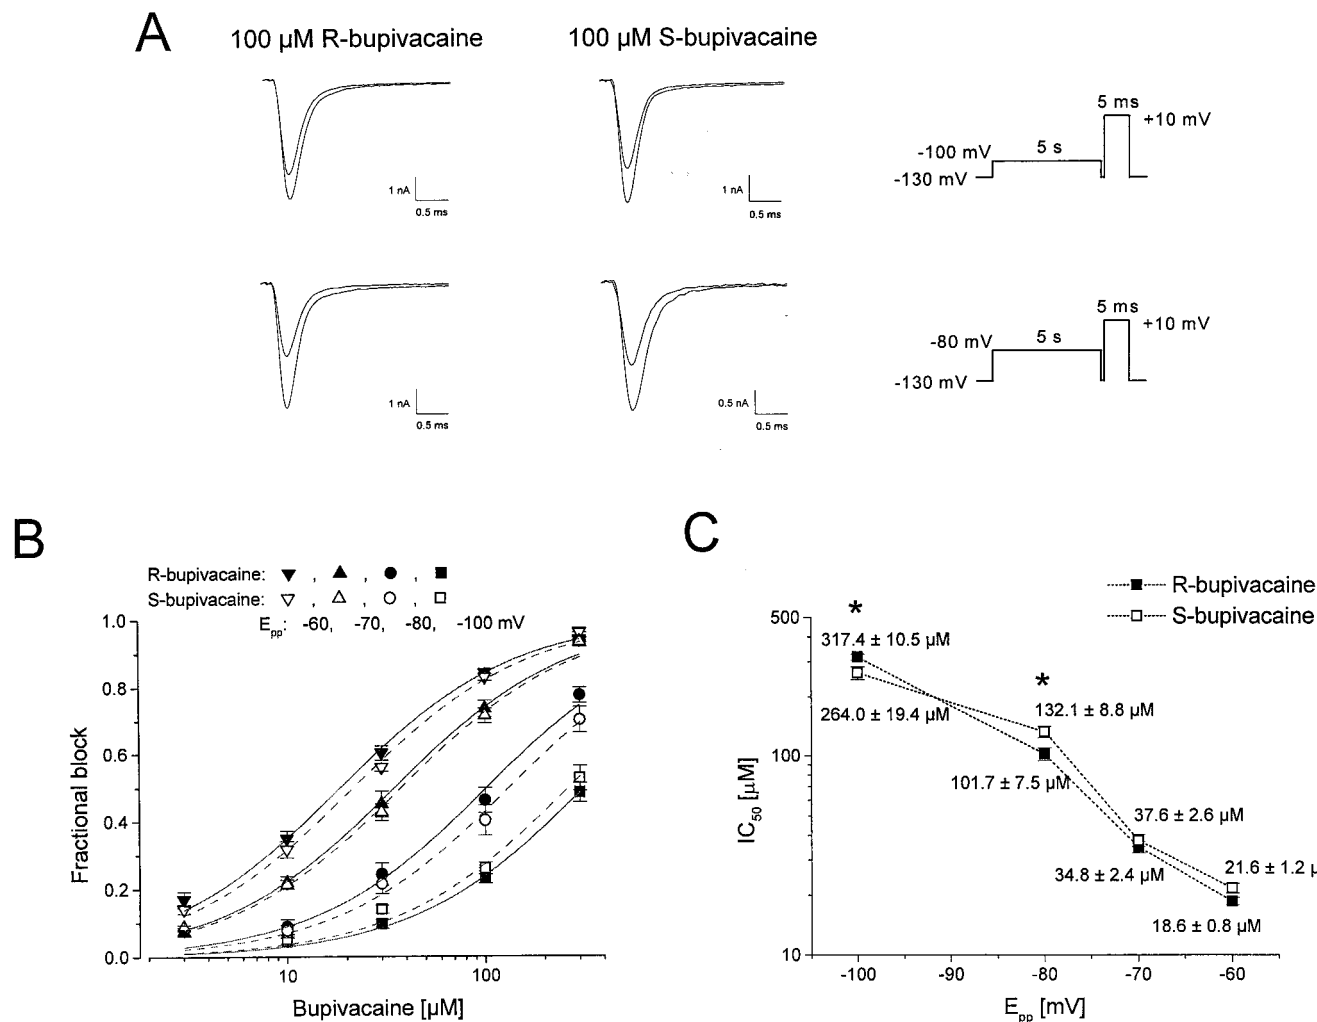 A
100 µM R-bupivacaine
100 µM S-bupivacaine
1 nA
0.5 ms
1 nA
0.5 ms
5 ms
+10 mV
-100 mV
5 s
-130 mV
1 nA
0.5 ms
0.5 nA
0.5 ms
5 ms
+10 mV
-80 mV
5 s
-130 mV
B
R-bupivacaine: ▼ , ▲ , ● , ■
S-bupivacaine: ▽ , △ , ○ , □
Epp: -60, -70, -80, -100 mV
1.0
0.8
0.6
0.4
0.2
0.0
Fractional block
10
100
Bupivacaine [µM]
C
R-bupivacaine
S-bupivacaine
*
*
500
100
10
IC50 [µM]
317.4 ± 10.5 µM
264.0 ± 19.4 µM
132.1 ± 8.8 µM
101.7 ± 7.5 µM
37.6 ± 2.6 µM
34.8 ± 2.4 µM
21.6 ± 1.2 µ
18.6 ± 0.8 µM
-100
-90
-80
-70
-60
Epp [mV]